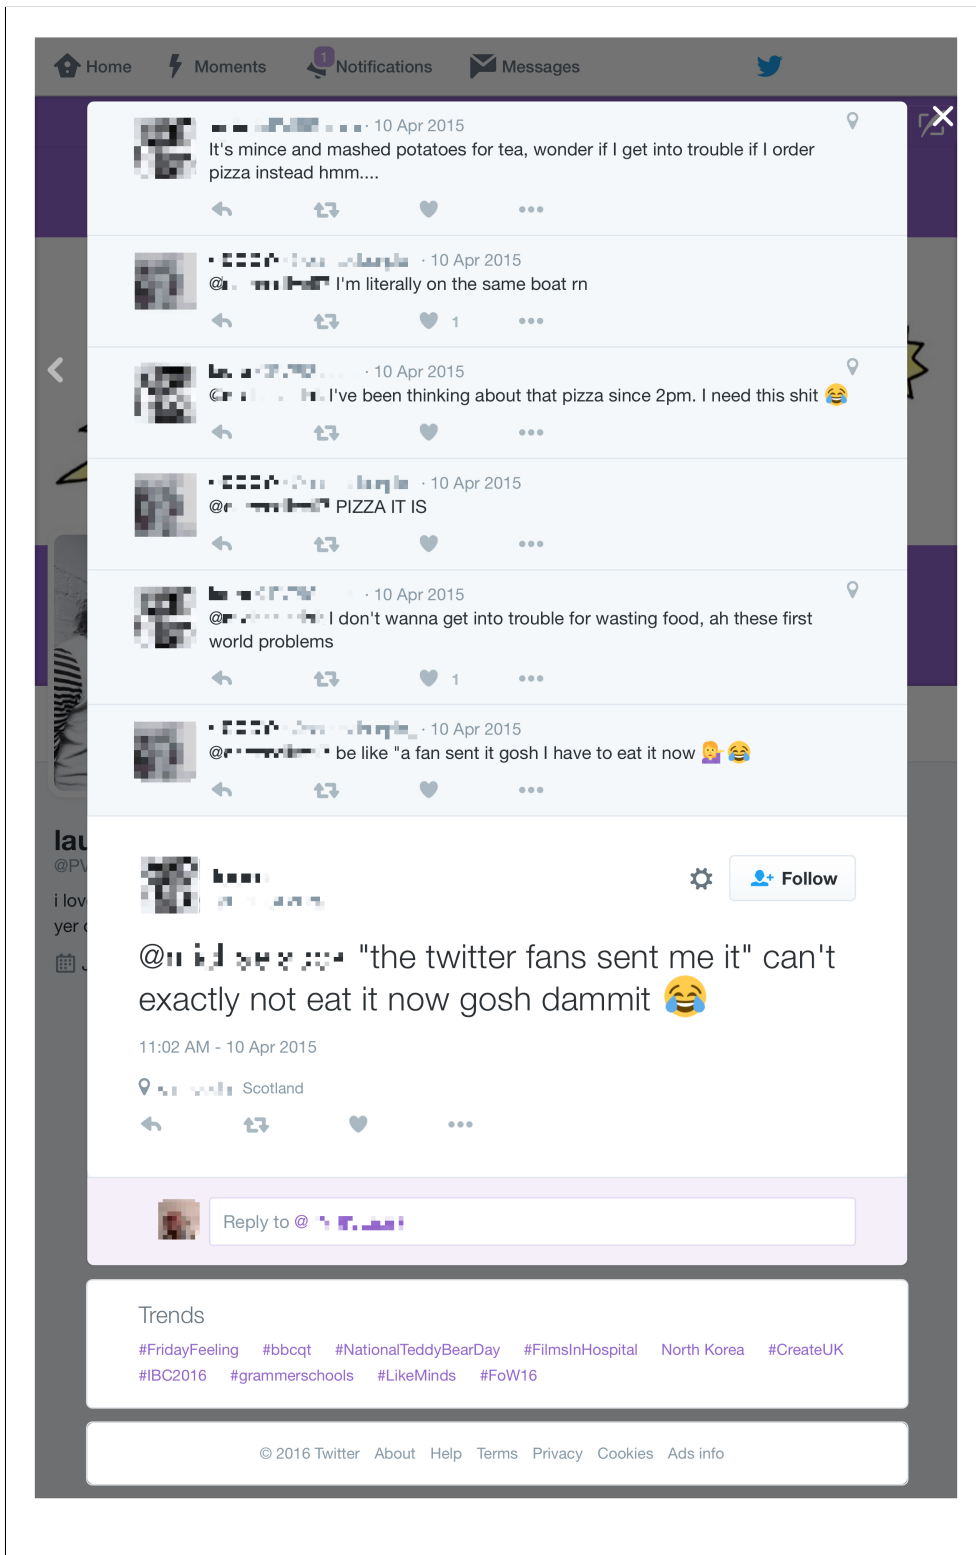 Home Moments 1 Notifications Messages
· 10 Apr 2015
It's mince and mashed potatoes for tea, wonder if I get into trouble if I order
pizza instead hmm....
· 10 Apr 2015
@ I'm literally on the same boat rn
1
· 10 Apr 2015
@ I've been thinking about that pizza since 2pm. I need this shit 😂
· 10 Apr 2015
@ PIZZA IT IS
· 10 Apr 2015
@ I don't wanna get into trouble for wasting food, ah these first
world problems
1
· 10 Apr 2015
@ be like "a fan sent it gosh I have to eat it now 💁😂
lau
@PV
i lov
yer
Follow
@ "the twitter fans sent me it" can't
exactly not eat it now gosh dammit 😂
11:02 AM - 10 Apr 2015
Scotland
Reply to @
Trends
#FridayFeeling #bbcqt #NationalTeddyBearDay #FilmsInHospital North Korea #CreateUK
#IBC2016 #grammerschools #LikeMinds #FoW16
© 2016 Twitter About Help Terms Privacy Cookies Ads info